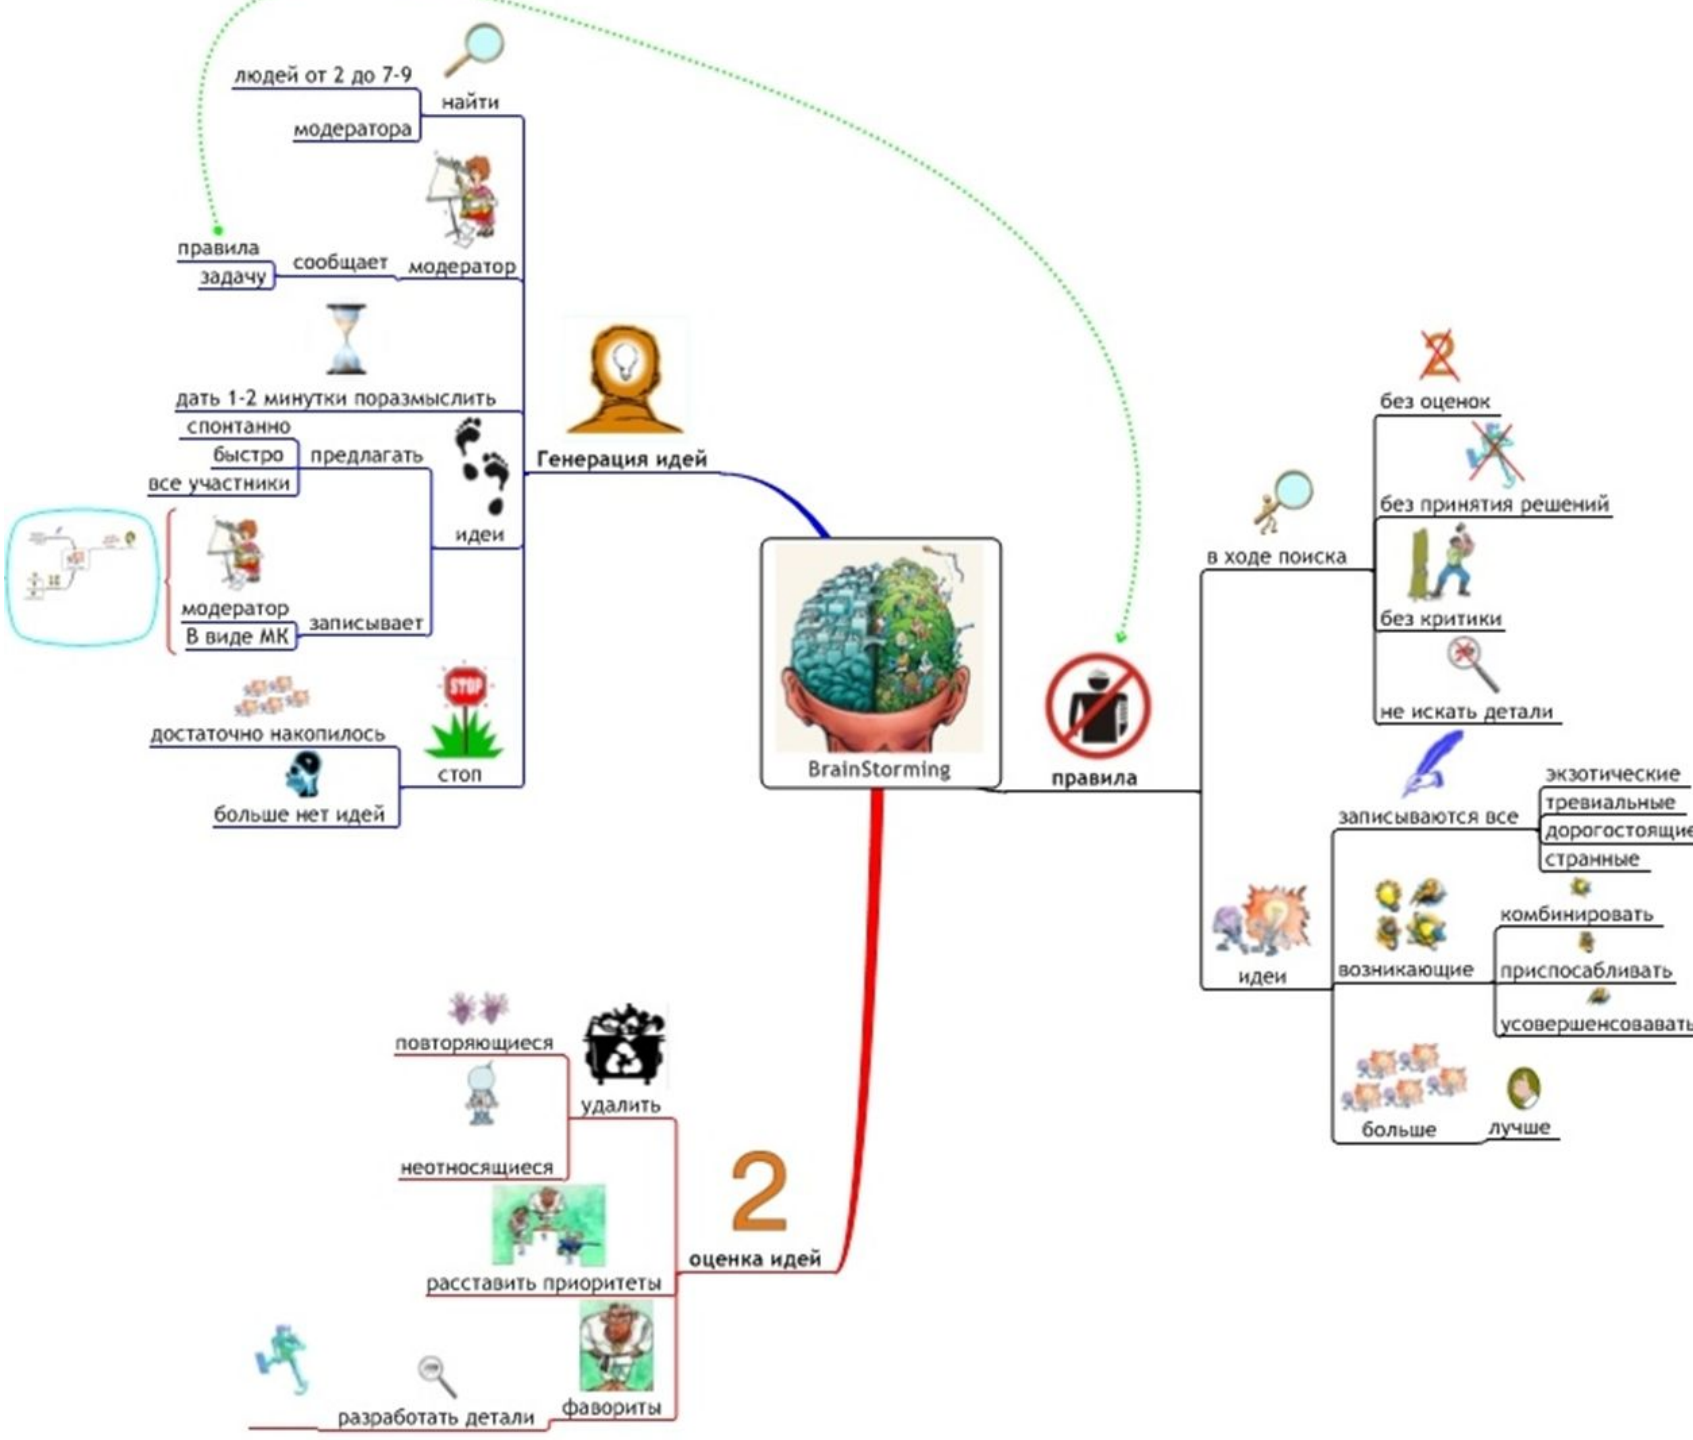 людей от 2 до 7-9
найти
модератора
правила
сообщает
модератор
задачу
дать 1-2 минутки поразмыслить
спонтанно
быстро
предлагать
все участники
идеи
модератор
записывает
В виде МК
STOP
достаточно накопилось
стоп
больше нет идей
Генерация идей
BrainStorming
правила
2
без оценок
без принятия решений
в ходе поиска
без критики
не искать детали
экзотические
тревиальные
записываются все
дорогостоящие
странные
комбинировать
идеи
возникающие
приспосабливать
усовершенсовавать
больше
лучше
повторяющиеся
удалить
неотносящиеся
2
оценка идей
расставить приоритеты
фавориты
разработать детали